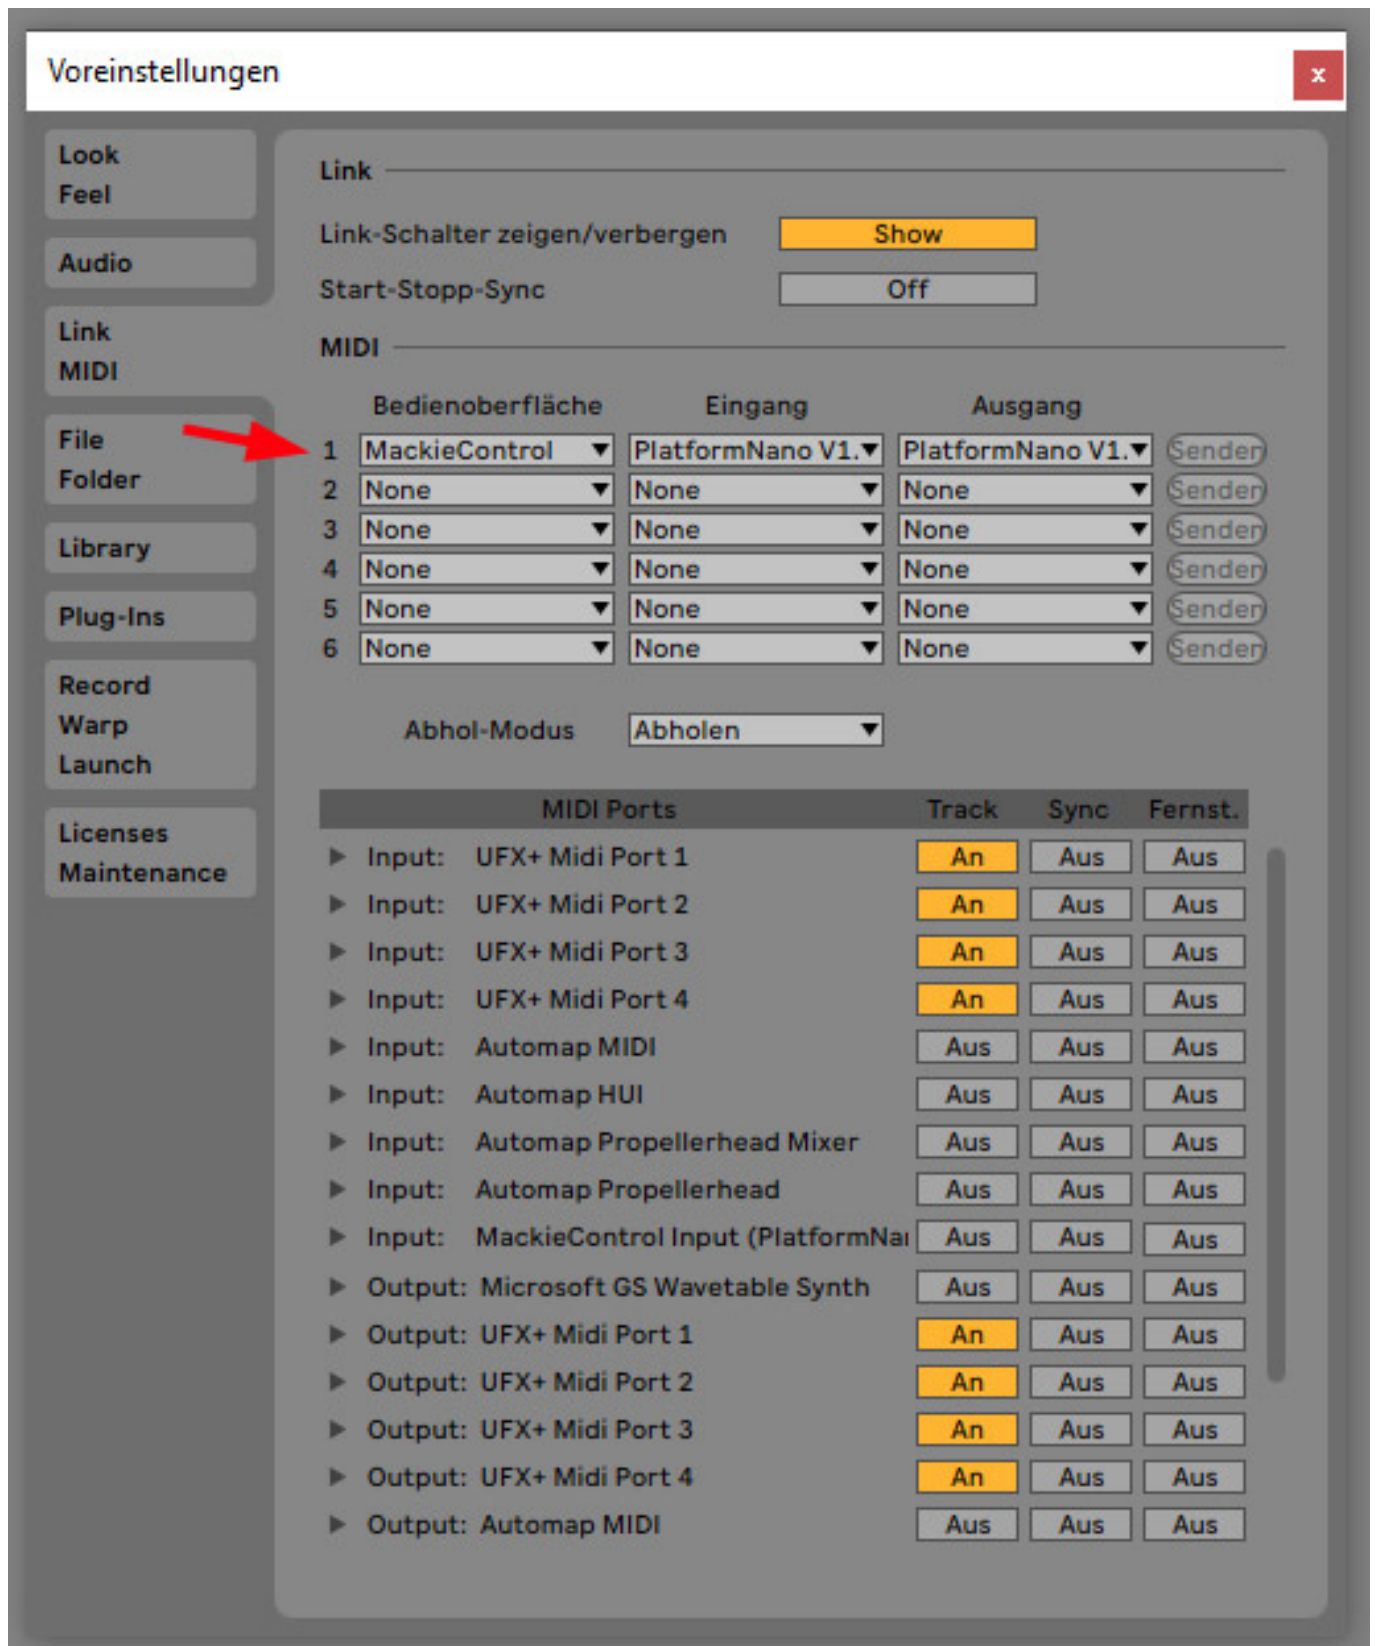 Voreinstellungen
x
Look
Feel
Audio
Link
MIDI
File
Folder
Library
Plug-Ins
Record
Warp
Launch
Licenses
Maintenance
Link
Link-Schalter zeigen/verbergen Show
Start-Stopp-Sync Off
MIDI
Bedienoberfläche Eingang Ausgang
1 MackieControl PlatformNano V1. PlatformNano V1. Senden
2 None None None Senden
3 None None None Senden
4 None None None Senden
5 None None None Senden
6 None None None Senden
Abhol-Modus Abholen
MIDI Ports Track Sync Fernst.
Input: UFX+ Midi Port 1 An Aus Aus
Input: UFX+ Midi Port 2 An Aus Aus
Input: UFX+ Midi Port 3 An Aus Aus
Input: UFX+ Midi Port 4 An Aus Aus
Input: Automap MIDI Aus Aus Aus
Input: Automap HUI Aus Aus Aus
Input: Automap Propellerhead Mixer Aus Aus Aus
Input: Automap Propellerhead Aus Aus Aus
Input: MackieControl Input (PlatformNa Aus Aus Aus
Output: Microsoft GS Wavetable Synth Aus Aus Aus
Output: UFX+ Midi Port 1 An Aus Aus
Output: UFX+ Midi Port 2 An Aus Aus
Output: UFX+ Midi Port 3 An Aus Aus
Output: UFX+ Midi Port 4 An Aus Aus
Output: Automap MIDI Aus Aus Aus